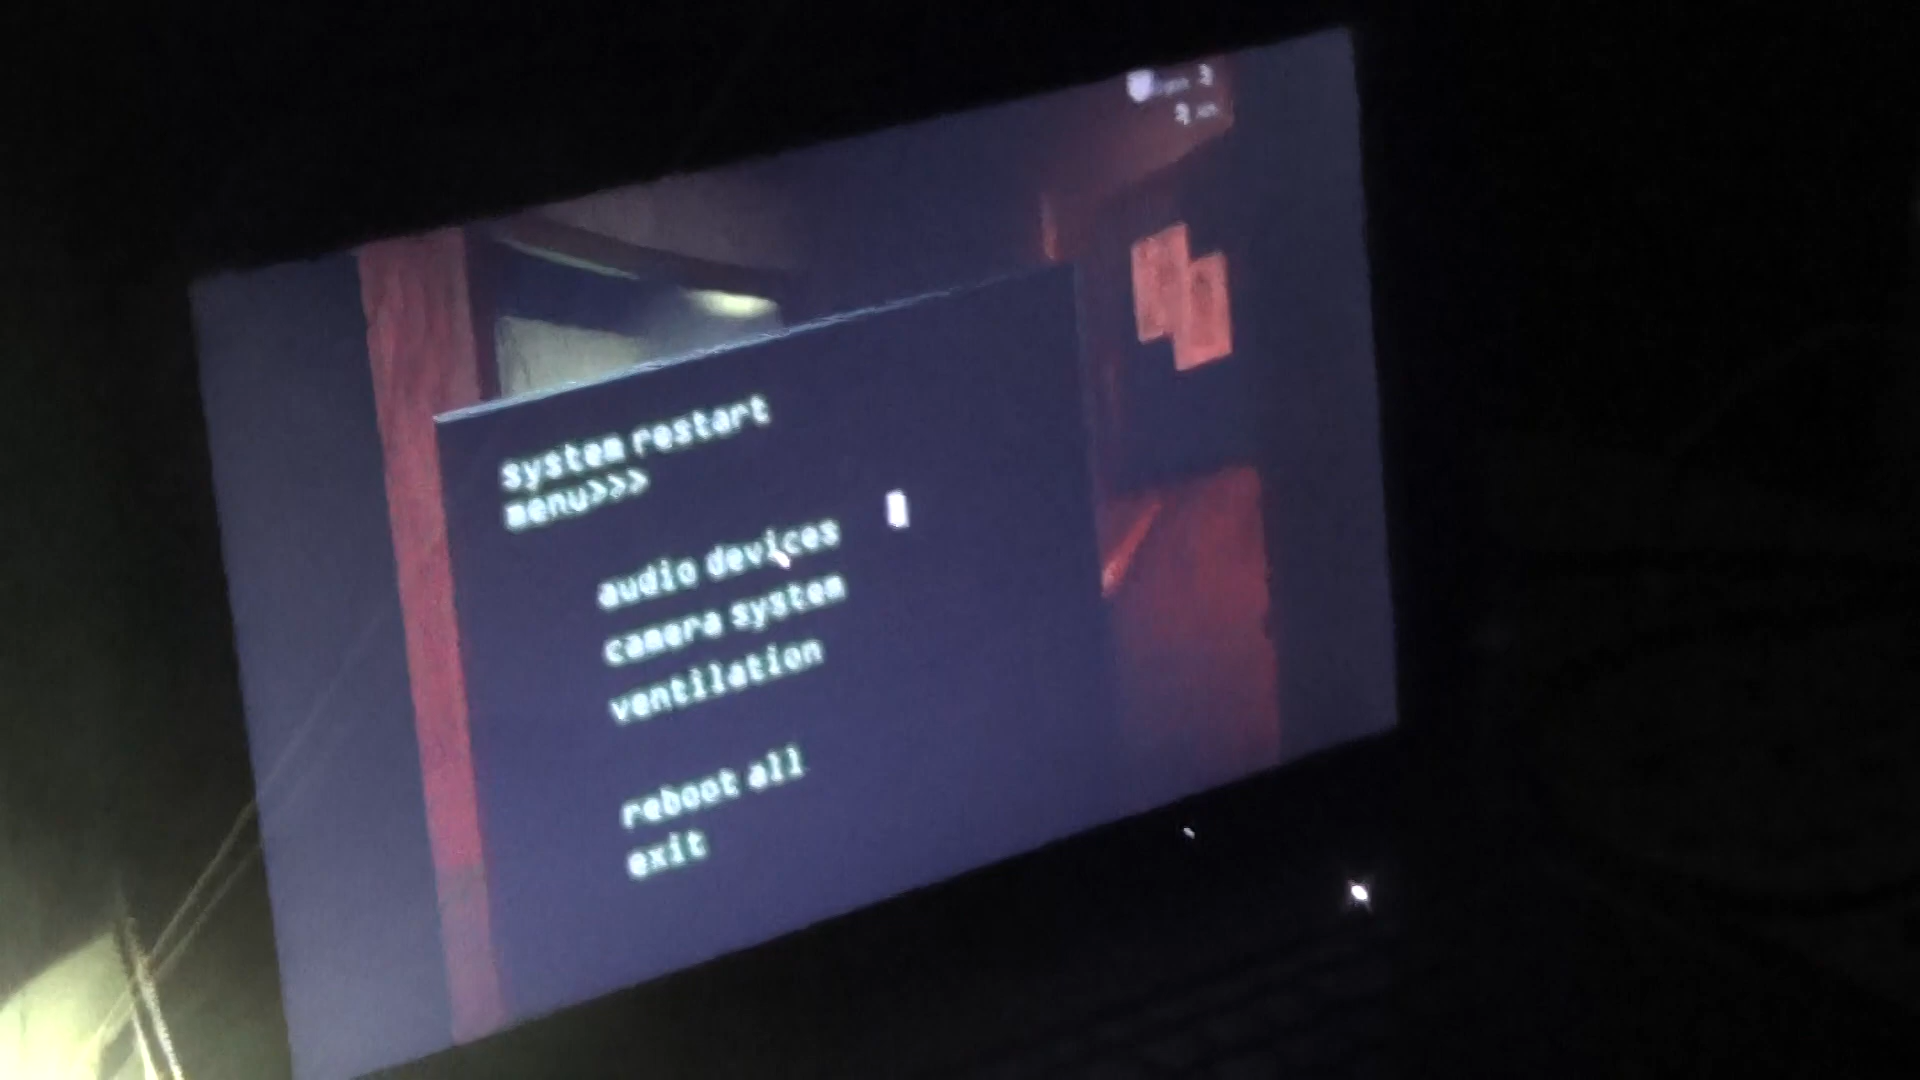 system restart
menu>>>
audio devices
camera system
ventilation
reboot all
exit